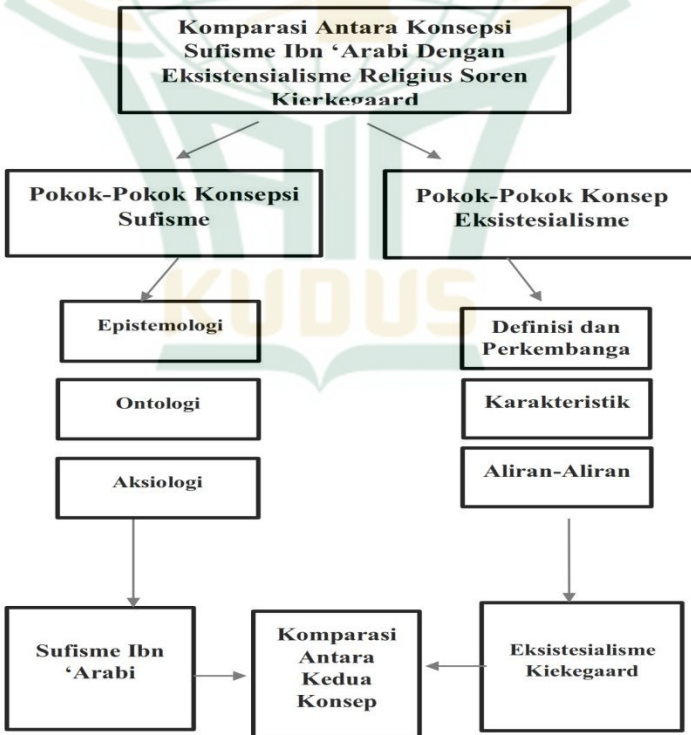 Komparasi Antara Konsepsi
Sufisme Ibn ‘Arabi Dengan
Eksistensialisme Religius Soren
Kierkegaard
Pokok-Pokok Konsepsi
Sufisme
Pokok-Pokok Konsep
Eksistesialisme
Epistemologi
Definisi dan
Perkembanga
Ontologi
Karakteristik
Aksiologi
Aliran-Aliran
Sufisme Ibn
‘Arabi
Komparasi
Antara
Kedua
Konsep
Eksistesialisme
Kiekegaard
KUDUS